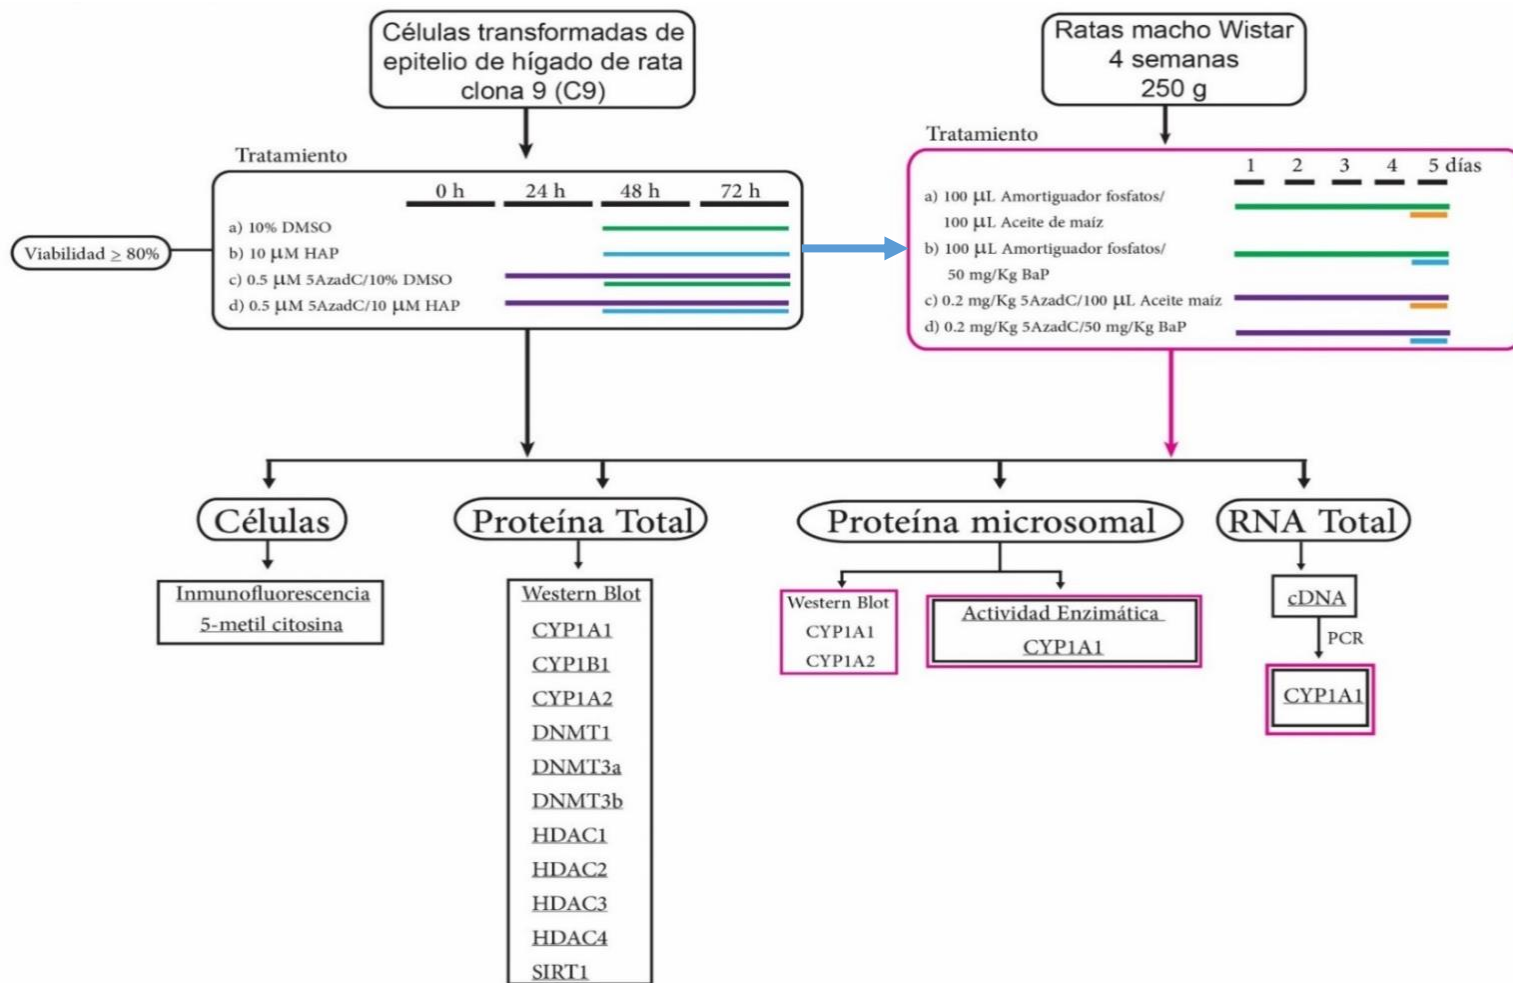 Células transformadas de
epitelio de hígado de rata
clona 9 (C9)
Ratas macho Wistar
4 semanas
250 g
Tratamiento
0 h 24 h 48 h 72 h
a) 10% DMSO
b) 10 μM HAP
c) 0.5 μM 5AzadC/10% DMSO
d) 0.5 μM 5AzadC/10 μM HAP
Viabilidad ≥ 80%
Tratamiento
1 2 3 4 5 días
a) 100 μL Amortiguador fosfatos/
100 μL Aceite de maíz
b) 100 μL Amortiguador fosfatos/
50 mg/Kg BaP
c) 0.2 mg/Kg 5AzadC/100 μL Aceite maíz
d) 0.2 mg/Kg 5AzadC/50 mg/Kg BaP
Células
Inmunofluorescencia
5-metil citosina
Proteína Total
Western Blot
CYP1A1
CYP1B1
CYP1A2
DNMT1
DNMT3a
DNMT3b
HDAC1
HDAC2
HDAC3
HDAC4
SIRT1
Proteína microsomal
Western Blot
CYP1A1
CYP1A2
Actividad Enzimática
CYP1A1
RNA Total
cDNA
PCR
CYP1A1